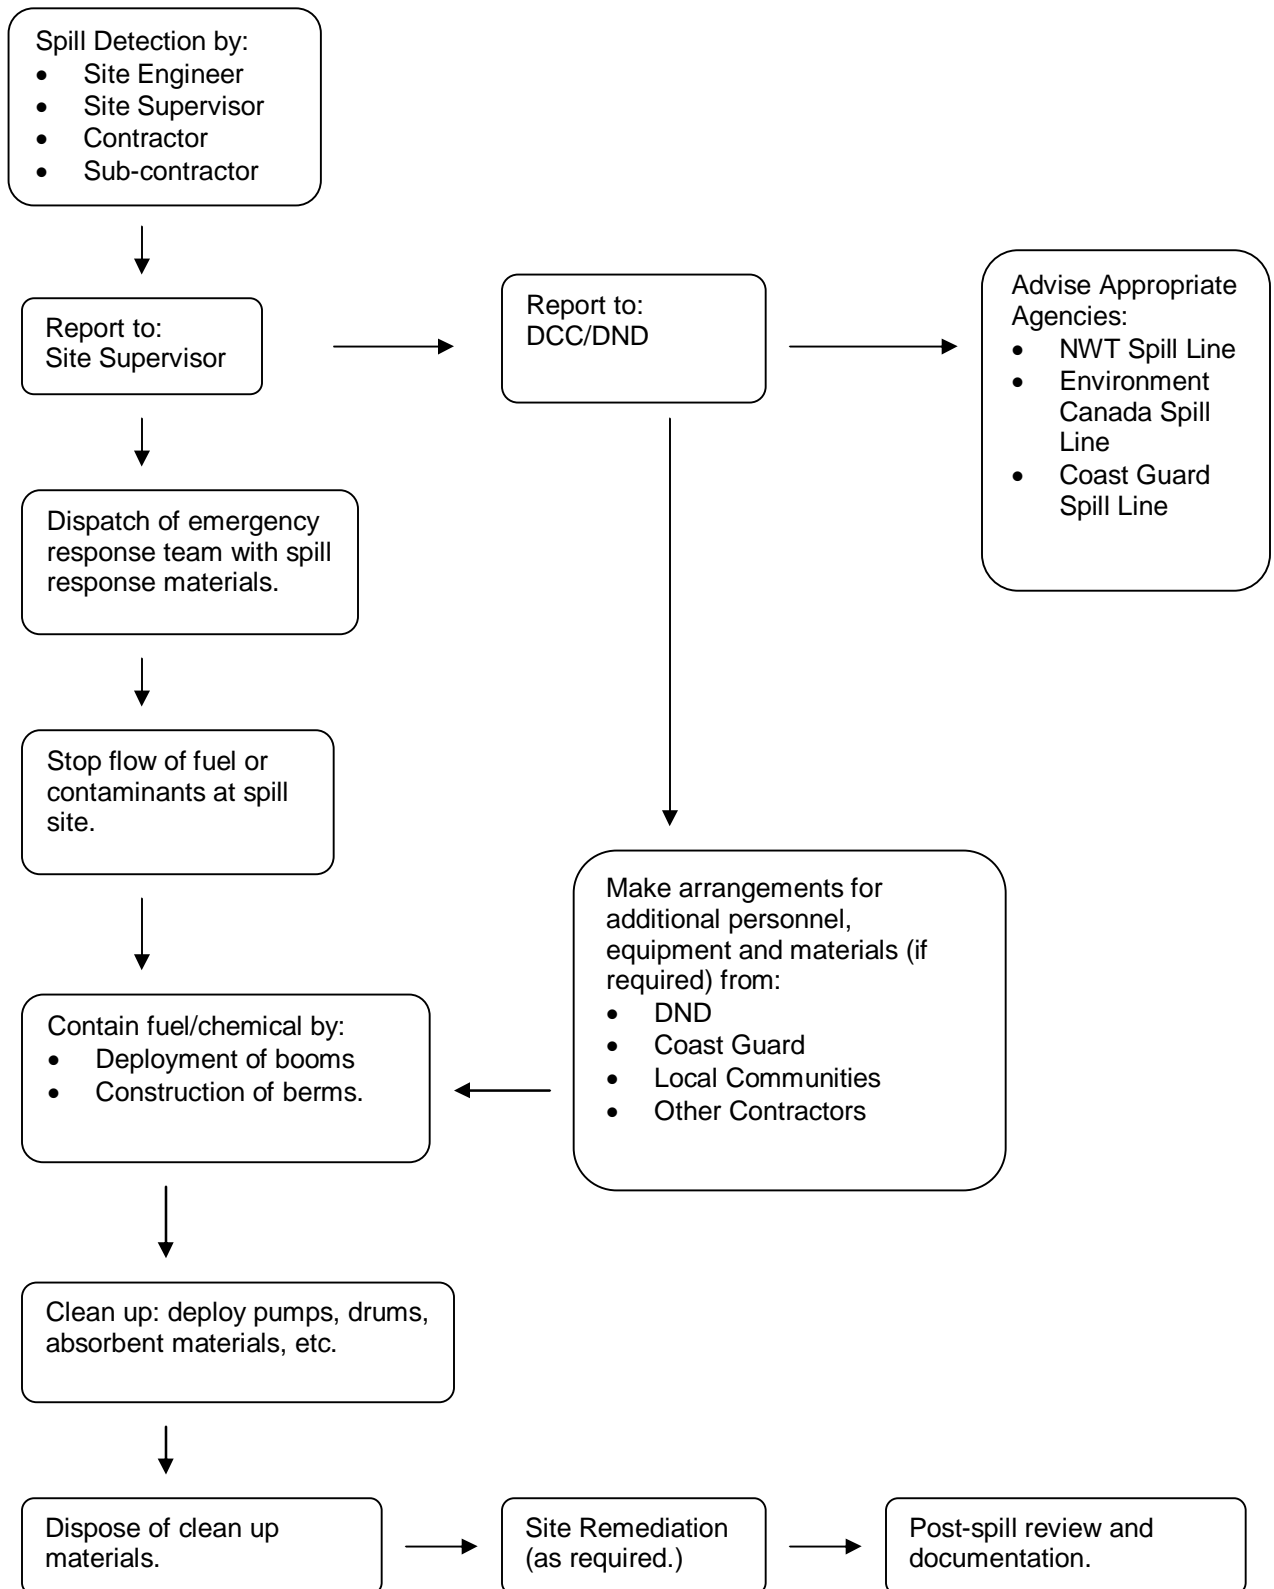 Spill Detection by:
• Site Engineer
• Site Supervisor
• Contractor
• Sub-contractor
Report to:
Site Supervisor
Report to:
DCC/DND
Advise Appropriate
Agencies:
• NWT Spill Line
• Environment
Canada Spill
Line
• Coast Guard
Spill Line
Dispatch of emergency
response team with spill
response materials.
Stop flow of fuel or
contaminants at spill
site.
Make arrangements for
additional personnel,
equipment and materials (if
required) from:
• DND
• Coast Guard
• Local Communities
• Other Contractors
Contain fuel/chemical by:
• Deployment of booms
• Construction of berms.
Clean up: deploy pumps, drums,
absorbent materials, etc.
Dispose of clean up
materials.
Site Remediation
(as required.)
Post-spill review and
documentation.